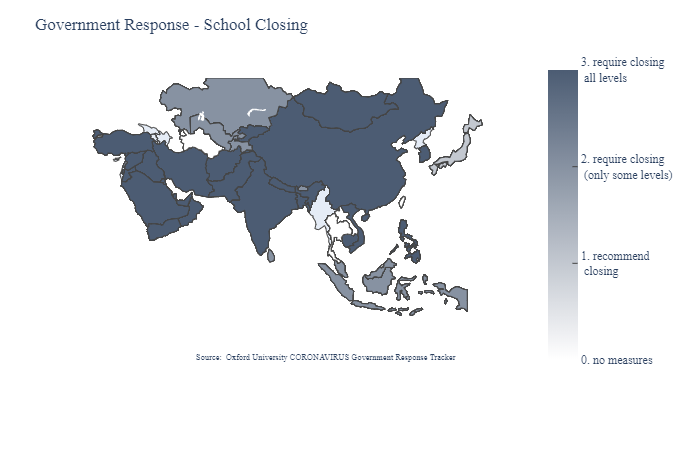 Government Response - School Closing
3. require closing
all levels
2. require closing
(only some levels)
1. recommend
closing
0. no measures
Source: Oxford University CORONAVIRUS Government Response Tracker